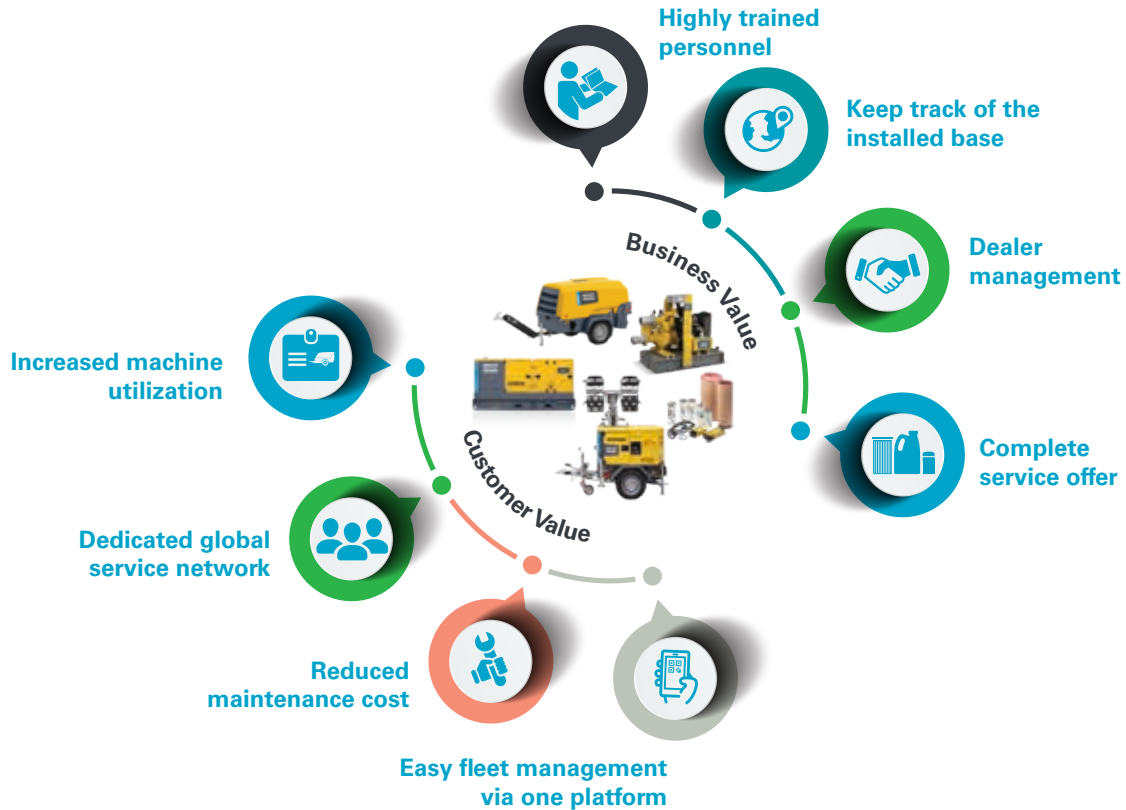 Highly trained
personnel
Keep track of the
installed base
Dealer
management
Complete
service offer
Business Value
Increased machine
utilization
Dedicated global
service network
Reduced
maintenance cost
Easy fleet management
via one platform
Customer Value